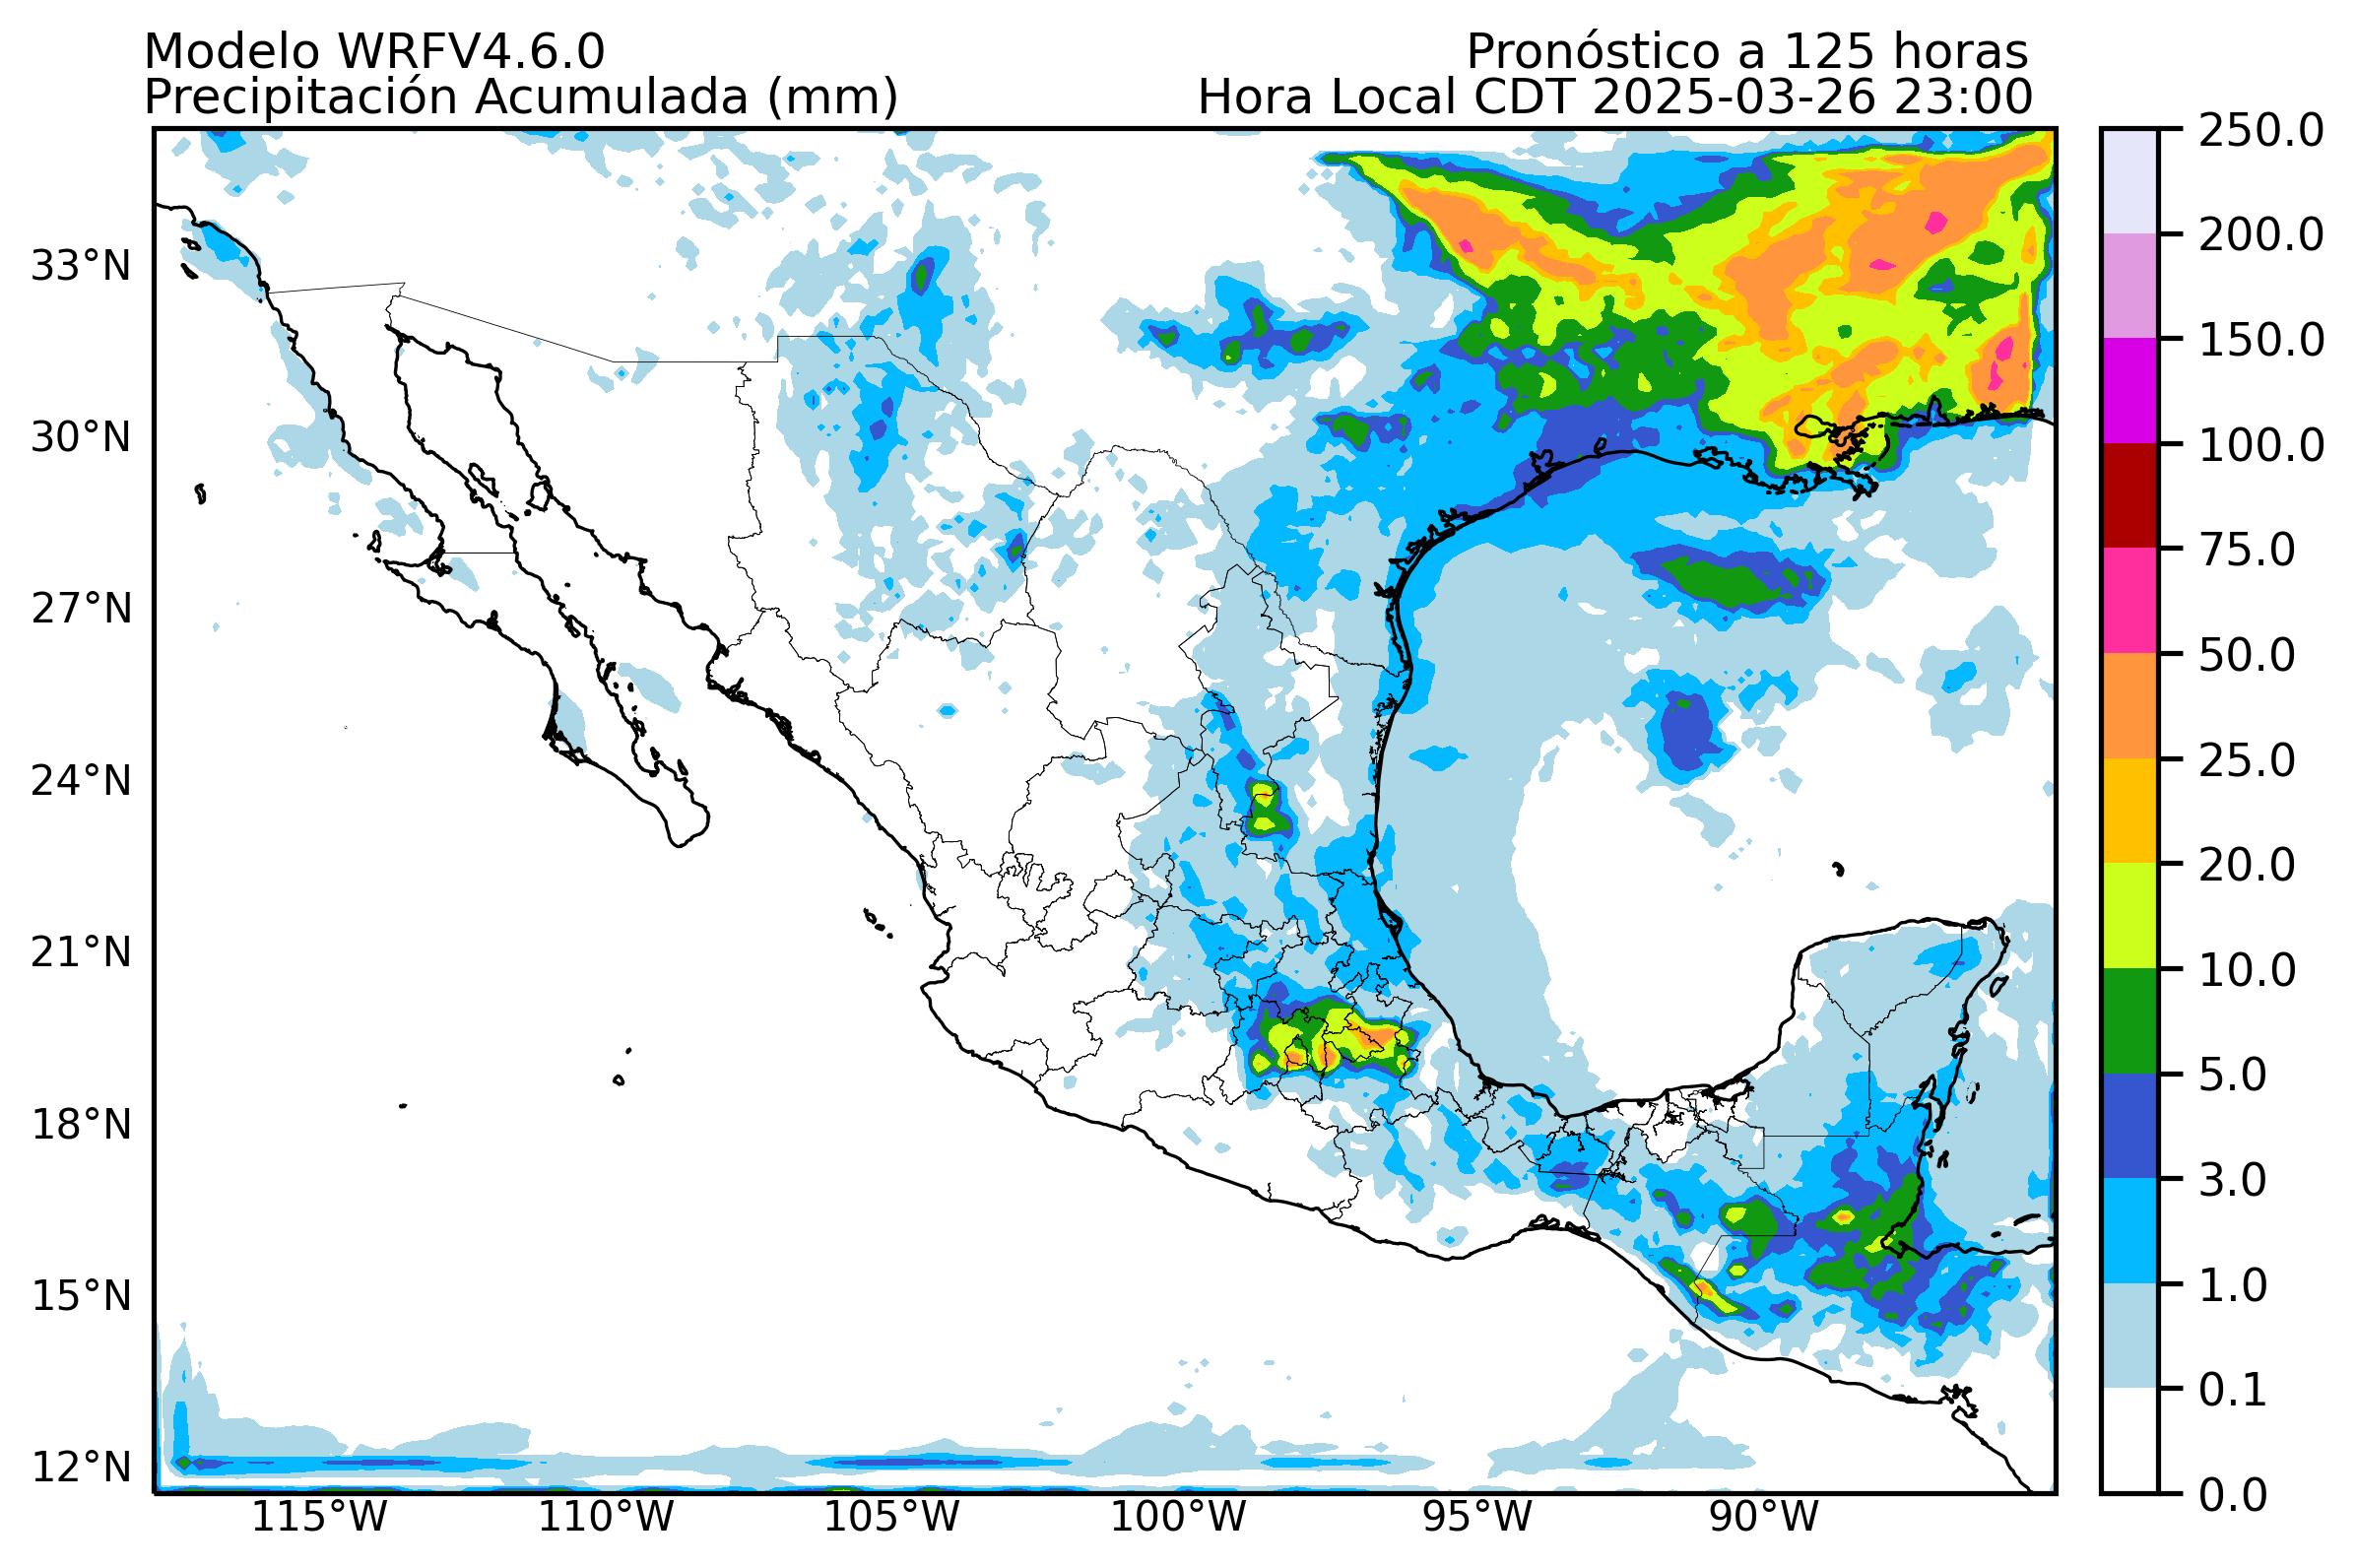 Modelo WRFV4.6.0
Pronóstico a 125 horas
Precipitación Acumulada (mm)
Hora Local CDT 2025-03-26 23:00
33°N
30°N
27°N
24°N
21°N
18°N
15°N
12°N
115°W
110°W
105°W
100°W
95°W
90°W
250.0
200.0
150.0
100.0
75.0
50.0
25.0
20.0
10.0
5.0
3.0
1.0
0.1
0.0